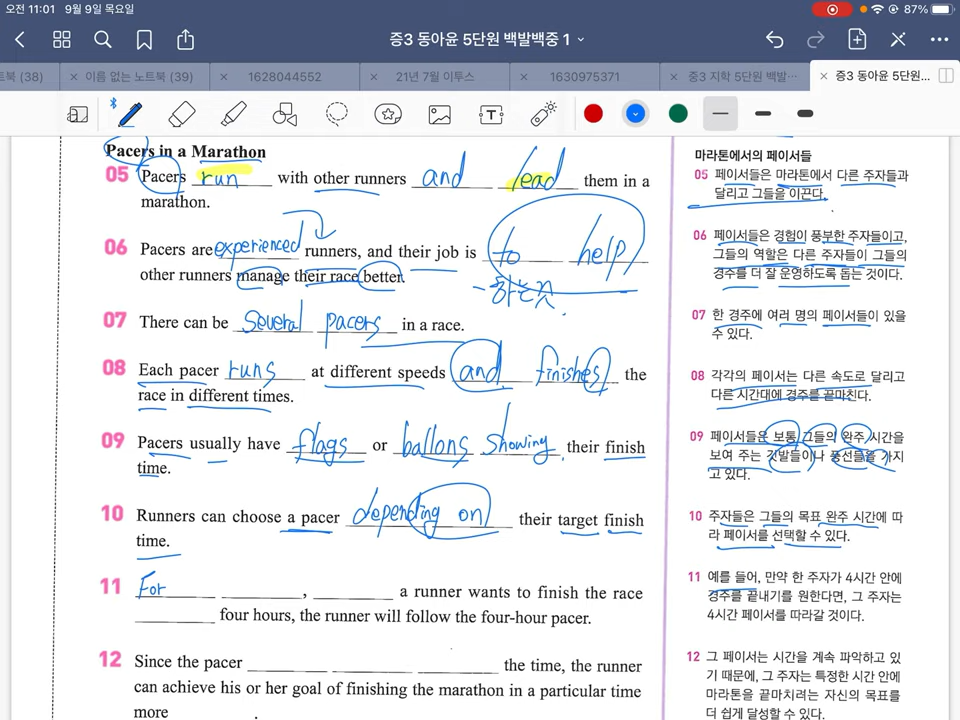 오전 11:01 9월 9일 목요일
87%
증3 동아윤 5단원 백발백중 1
트북 (38)
이름 없는 노트북 (39)
1628044552
21년 7월 이투스
1630975371
중3 지학 5단원 백발…
증3 동아윤 5단원…
Pacers in a Marathon
05 Pacers run with other runners and lead them in a
marathon.
06 Pacers are experienced runners, and their job is to help
other runners manage their race better.
-하는 것.
07 There can be several pacers in a race.
08 Each pacer runs at different speeds and finishes the
race in different times.
09 Pacers usually have flags or ballons showing their finish
time.
10 Runners can choose a pacer depending on their target finish
time.
11 For ________ ________, ________ a runner wants to finish the race
________ four hours, the runner will follow the four-hour pacer.
12 Since the pacer ________ ________ ________ the time, the runner
can achieve his or her goal of finishing the marathon in a particular time
more ________.
마라톤에서의 페이서들
05 페이서들은 마라톤에서 다른 주자들과
달리고 그들을 이끈다.
06 페이서들은 경험이 풍부한 주자들이고,
그들의 역할은 다른 주자들이 그들의
경주를 더 잘 운영하도록 돕는 것이다.
07 한 경주에 여러 명의 페이서들이 있을
수 있다.
08 각각의 페이서는 다른 속도로 달리고
다른 시간대에 경주를 끝마친다.
09 페이서들은 보통 그들의 완주 시간을
보여 주는 깃발들이나 풍선들을 가지
고 있다.
10 주자들은 그들의 목표 완주 시간에 따
라 페이서를 선택할 수 있다.
11 예를 들어, 만약 한 주자가 4시간 안에
경주를 끝내기를 원한다면, 그 주자는
4시간 페이서를 따라갈 것이다.
12 그 페이서는 시간을 계속 파악하고 있
기 때문에, 그 주자는 특정한 시간 안에
마라톤을 끝마치려는 자신의 목표를
더 쉽게 달성할 수 있다.